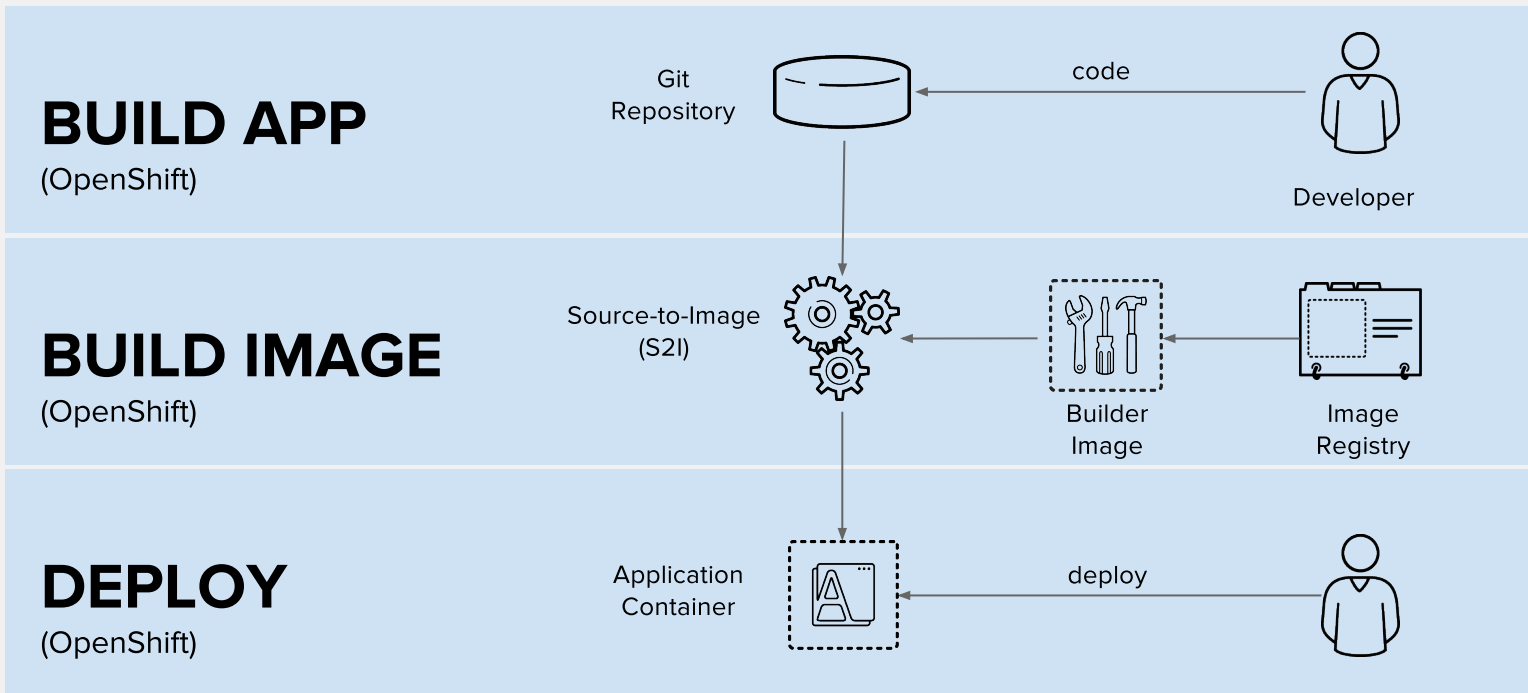 BUILD APP
(OpenShift)
Git
Repository
code
Developer
BUILD IMAGE
(OpenShift)
Source-to-Image
(S2I)
Builder
Image
Image
Registry
DEPLOY
(OpenShift)
Application
Container
A
deploy